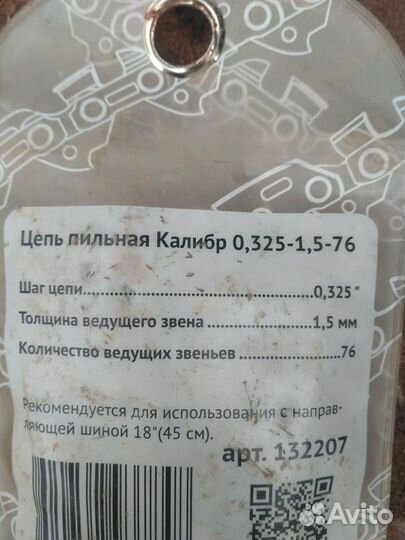 Цепь пильная Калибр 0,325-1,5-76
Шаг цепи..............................................0,325"
Толщина ведущего звена.....................1,5 мм
Количество ведущих звеньев....................76
Рекомендуется для использования с направ-
ляющей шиной 18"(45 см).
арт. 132207
Avito